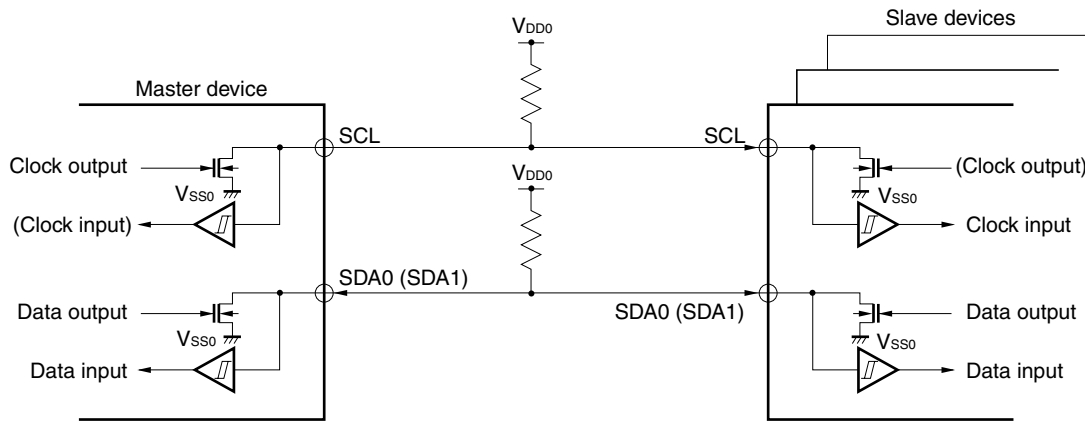 Slave devices
VDD0
Master device
SCL
SCL
Clock output
(Clock output)
VSS0
VSS0
VDD0
(Clock input)
Clock input
SDA0 (SDA1)
SDA0 (SDA1)
Data output
Data output
VSS0
VSS0
Data input
Data input